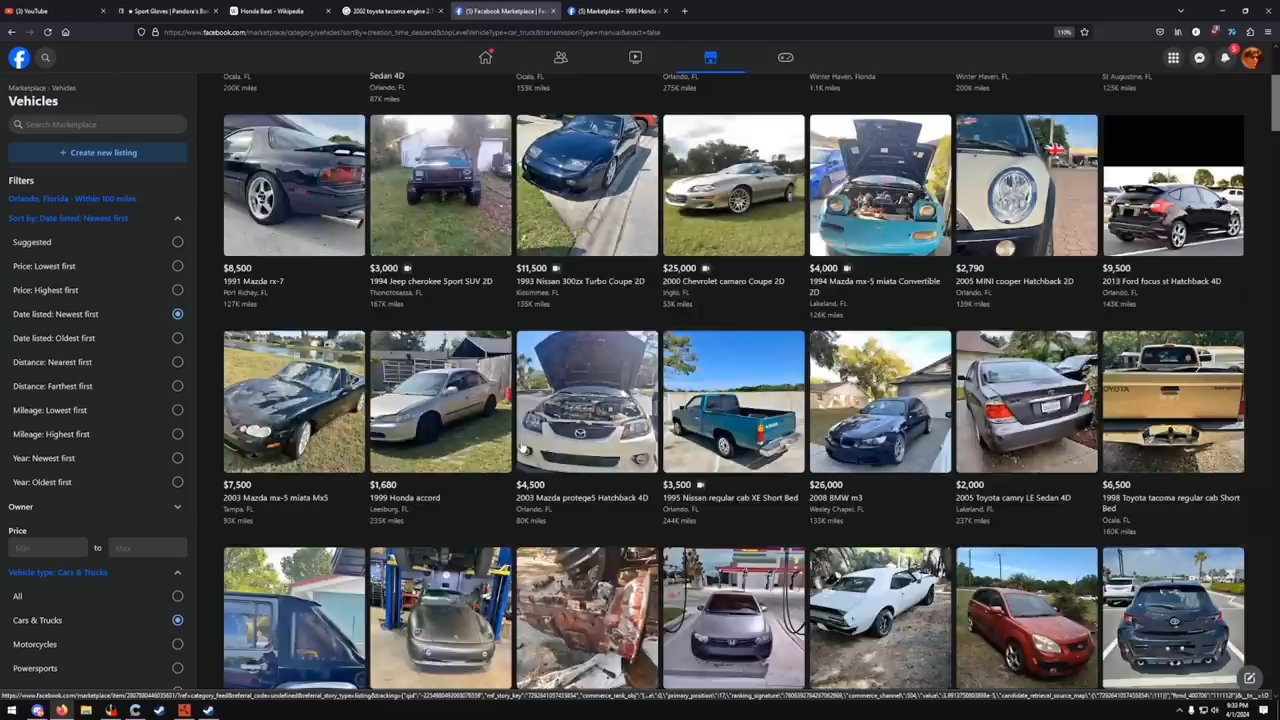 (3) YouTube
★ Sport Gloves | Pandora's Bo
Honda Beat - Wikipedia
2002 toyota tacoma engine 2.7
(5) Facebook Marketplace | Fac
(5) Marketplace - 1996 Honda
https://www.facebook.com/marketplace/category/vehicles?sortBy=creation_time_descend&topLevelVehicleType=car_truck&transmissionType=manual&exact=false
110%
5
Marketplace · Vehicles
Vehicles
Search Marketplace
+ Create new listing
Filters
Orlando, Florida · Within 100 miles
Sort by: Date listed: Newest first
Suggested
Price: Lowest first
Price: Highest first
Date listed: Newest first
Date listed: Oldest first
Distance: Nearest first
Distance: Farthest first
Mileage: Lowest first
Mileage: Highest first
Year: Newest first
Year: Oldest first
Owner
Price
Min to Max
Vehicle type: Cars & Trucks
All
Cars & Trucks
Motorcycles
Powersports
Ocala, FL
200K miles
Sedan 4D
Orlando, FL
87K miles
Ocala, FL
153K miles
Orlando, FL
275K miles
Winter Haven, Florida
1.1K miles
Winter Haven, FL
200K miles
St Augustine, FL
125K miles
$8,500
1991 Mazda rx-7
Port Richey, FL
127K miles
$3,000
1994 Jeep cherokee Sport SUV 2D
Thonotosassa, FL
167K miles
$11,500
1993 Nissan 300zx Turbo Coupe 2D
Kissimmee, FL
135K miles
$25,000
2000 Chevrolet camaro Coupe 2D
Inglis, FL
53K miles
$4,000
1994 Mazda mx-5 miata Convertible
2D
Lakeland, FL
126K miles
$2,790
2005 MINI cooper Hatchback 2D
Orlando, FL
139K miles
$9,500
2013 Ford focus st Hatchback 4D
Orlando, FL
143K miles
$7,500
2003 Mazda mx-5 miata Mx5
Tampa, FL
93K miles
$1,680
1999 Honda accord
Leesburg, FL
235K miles
$4,500
2003 Mazda protege5 Hatchback 4D
Orlando, FL
80K miles
$3,500
1995 Nissan regular cab XE Short Bed
Orlando, FL
244K miles
$26,000
2008 BMW m3
Wesley Chapel, FL
133K miles
$2,000
2005 Toyota camry LE Sedan 4D
Lakeland, FL
237K miles
TOYOTA
$6,500
1998 Toyota tacoma regular cab Short
Bed
Ocala, FL
160K miles
9:33 PM
4/1/2024